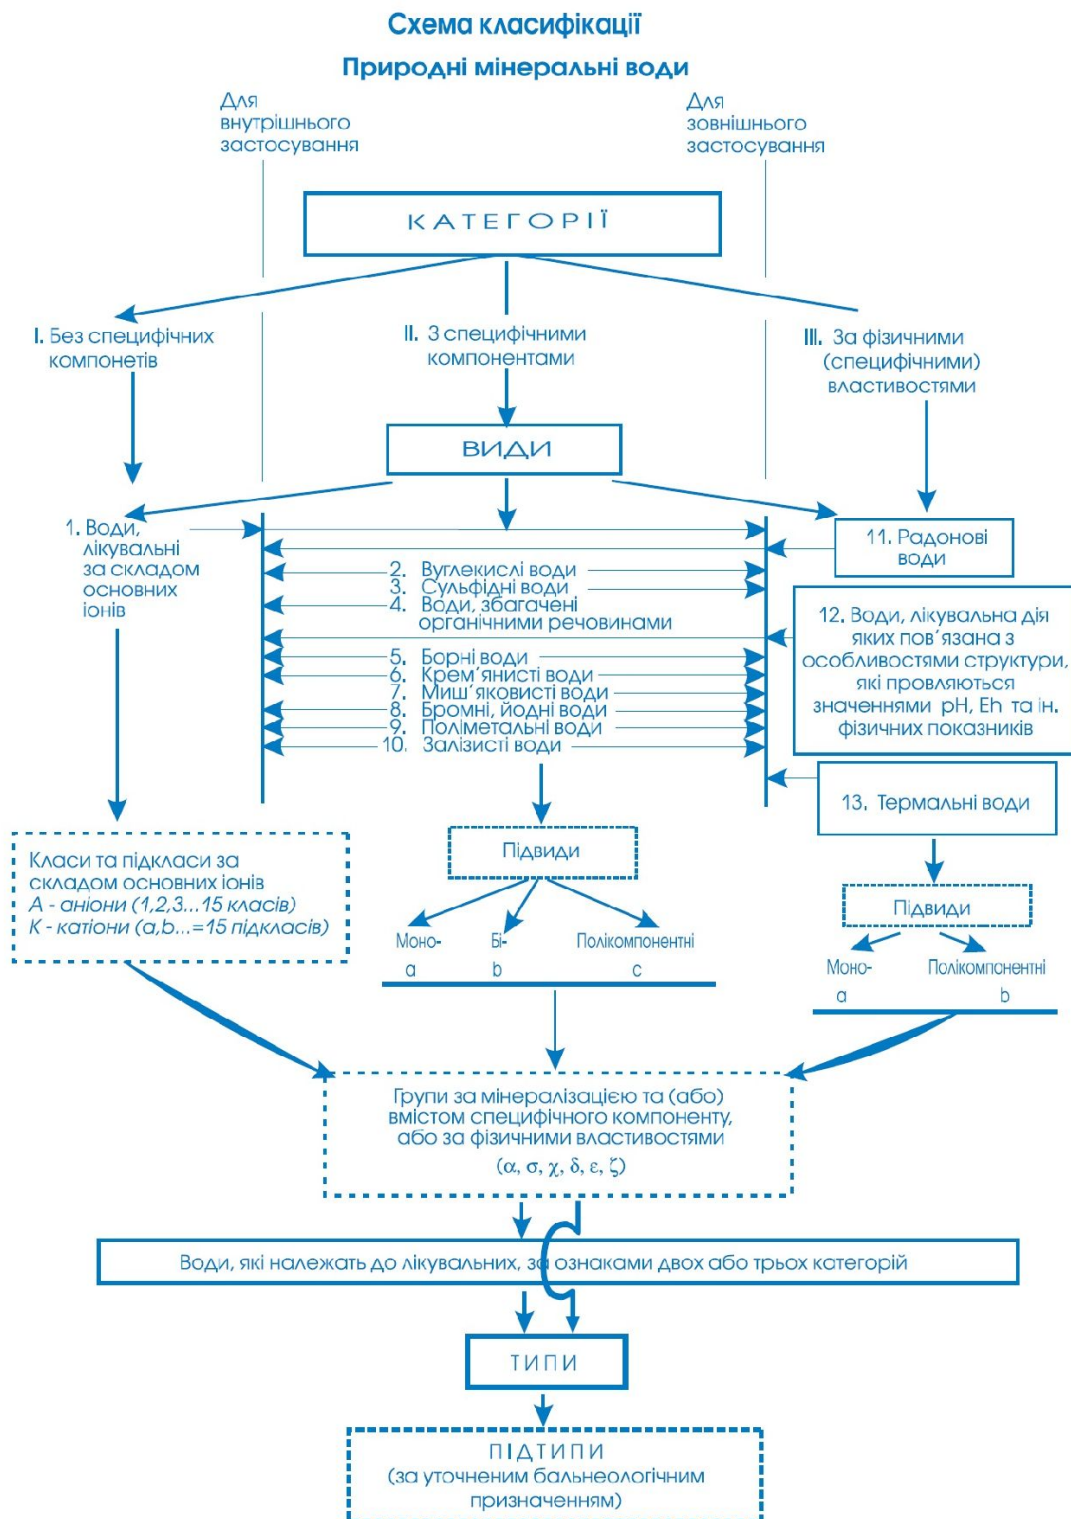 Схема класифікації
Природні мінеральні води
Для
внутрішнього
застосування
Для
зовнішнього
застосування
КАТЕГОРІЇ
I. Без специфічних
компонетів
II. З специфічними
компонентами
III. За фізичними
(специфічними)
властивостями
ВИДИ
1. Води,
лікувальні
за складом
основних
іонів
2. Вуглекислі води
3. Сульфідні води
4. Води, збагачені
органічними речовинами
5. Борні води
6. Крем’янисті води
7. Миш’яковисті води
8. Бромні, йодні води
9. Поліметальні води
10. Залізисті води
11. Радонові
води
12. Води, лікувальна дія
яких пов’язана з
особливостями структури,
які провляються
значеннями pH, Eh та ін.
фізичних показників
13. Термальні води
Класи та підкласи за
складом основних іонів
А - аніони (1,2,3...15 класів)
К - катіони (a,b...=15 підкласів)
Підвиди
Моно-
Бі-
Полікомпонентні
a
b
c
Підвиди
Моно-
Полікомпонентні
a
b
Групи за мінералізацією та (або)
вмістом специфічного компоненту,
або за фізичними властивостями
(α, σ, χ, δ, ε, ζ)
Води, які належать до лікувальних, за ознаками двох або трьох категорій
ТИПИ
ПІДТИПИ
(за уточненим бальнеологічним
призначенням)